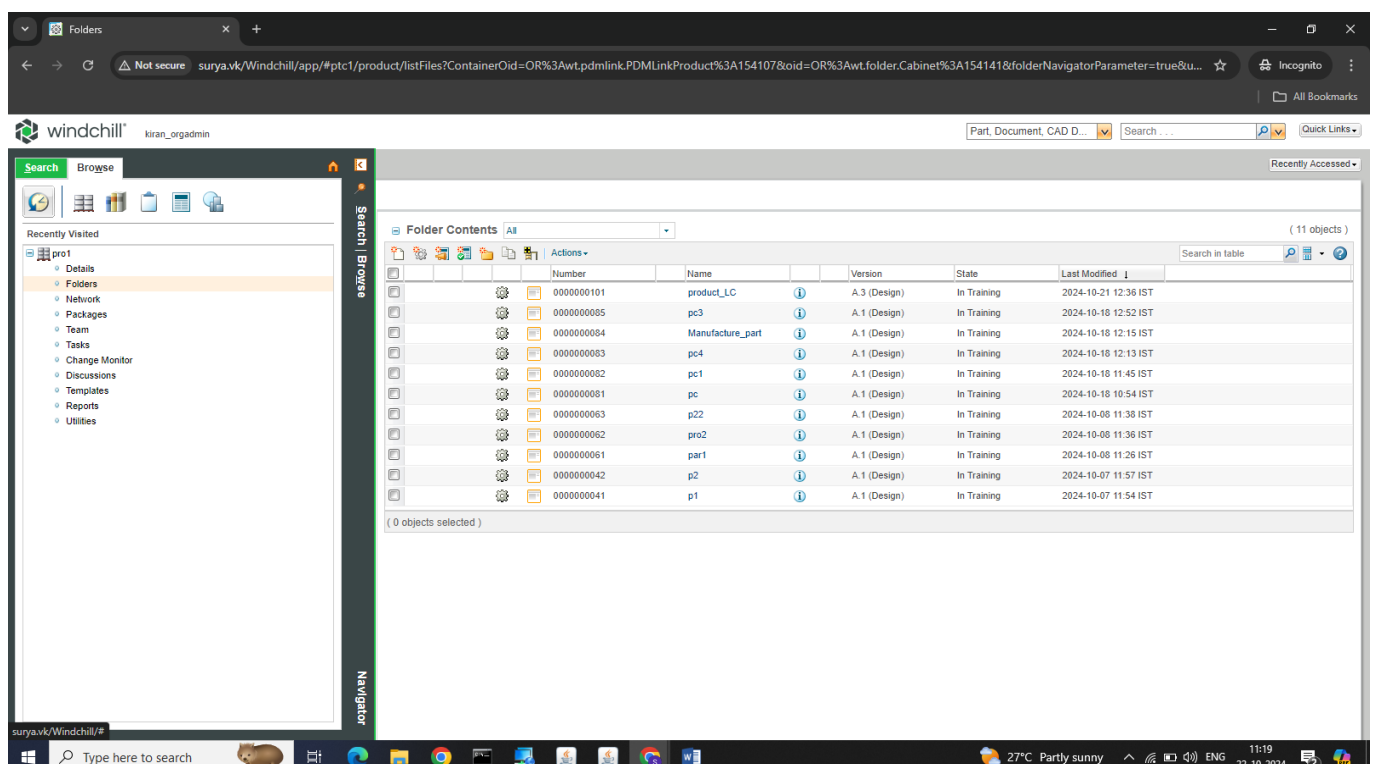 Folders
Not secure surya.vk/Windchill/app/#ptc1/product/listFiles?ContainerOid=OR%3Awt.pdmlink.PDMLinkProduct%3A154107&oid=OR%3Awt.folder.Cabinet%3A154141&folderNavigatorParameter=true&u... Incognito
All Bookmarks
windchill® kiran_orgadmin Part, Document, CAD D... Search . . . Quick Links
Search Browse Recently Accessed
Recently Visited
pro1
Details
Folders
Network
Packages
Team
Tasks
Change Monitor
Discussions
Templates
Reports
Utilities
Search | Browse
Navigator
Folder Contents All ( 11 objects )
Actions Search in table
Number Name Version State Last Modified
0000000101 product_LC A.3 (Design) In Training 2024-10-21 12:36 IST
0000000085 pc3 A.1 (Design) In Training 2024-10-18 12:52 IST
0000000084 Manufacture_part A.1 (Design) In Training 2024-10-18 12:15 IST
0000000083 pc4 A.1 (Design) In Training 2024-10-18 12:13 IST
0000000082 pc1 A.1 (Design) In Training 2024-10-18 11:45 IST
0000000081 pc A.1 (Design) In Training 2024-10-18 10:54 IST
0000000063 p22 A.1 (Design) In Training 2024-10-08 11:38 IST
0000000062 pro2 A.1 (Design) In Training 2024-10-08 11:36 IST
0000000061 par1 A.1 (Design) In Training 2024-10-08 11:26 IST
0000000042 p2 A.1 (Design) In Training 2024-10-07 11:57 IST
0000000041 p1 A.1 (Design) In Training 2024-10-07 11:54 IST
( 0 objects selected )
surya.vk/Windchill/#
Type here to search 27°C Partly sunny ENG 11:19
22-10-2024